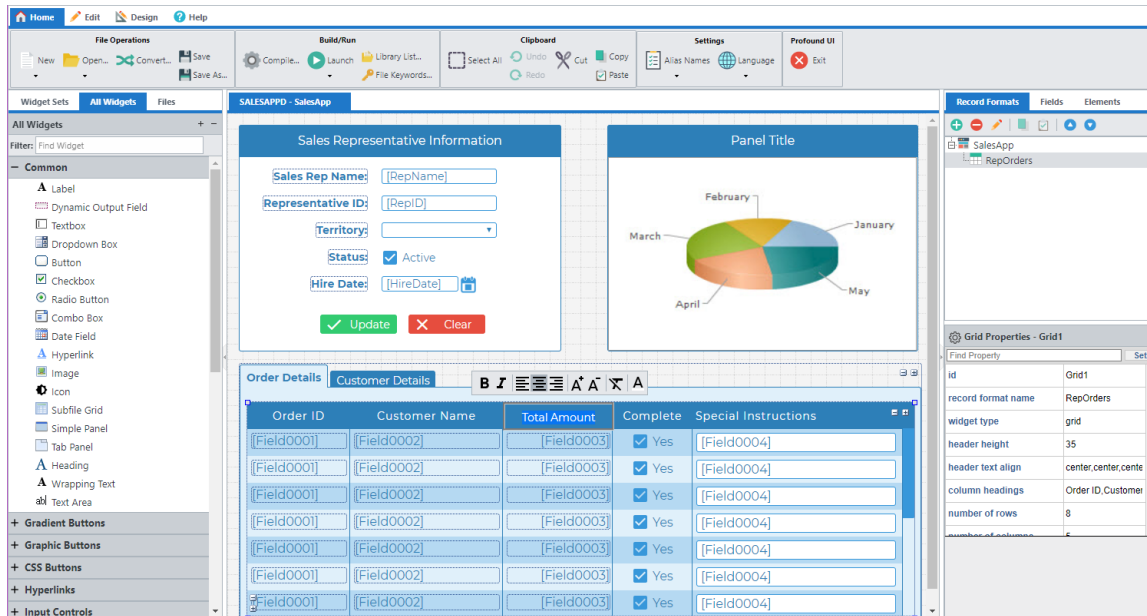 Home Edit Design Help
File Operations Build/Run Clipboard Settings Profound UI
New Open... Convert... Save Compile... Launch Library List... Select All Undo Cut Copy Alias Names Language Exit
Save As... File Keywords... Redo Paste
Widget Sets All Widgets Files
All Widgets
Filter: Find Widget
Common
Label
Dynamic Output Field
Textbox
Dropdown Box
Button
Checkbox
Radio Button
Combo Box
Date Field
Hyperlink
Image
Icon
Subfile Grid
Simple Panel
Tab Panel
Heading
Wrapping Text
Text Area
Gradient Buttons
Graphic Buttons
CSS Buttons
Hyperlinks
Input Controls
SALESAPPD - SalesApp
Sales Representative Information
Sales Rep Name: [RepName]
Representative ID: [RepID]
Territory:
Status: Active
Hire Date: [HireDate]
Update Clear
Panel Title
February
January
March
May
April
Order Details Customer Details
B I A A A
Order ID Customer Name Total Amount Complete Special Instructions
[Field0001] [Field0002] [Field0003] Yes [Field0004]
[Field0001] [Field0002] [Field0003] Yes [Field0004]
[Field0001] [Field0002] [Field0003] Yes [Field0004]
[Field0001] [Field0002] [Field0003] Yes [Field0004]
[Field0001] [Field0002] [Field0003] Yes [Field0004]
[Field0001] [Field0002] [Field0003] Yes [Field0004]
[Field0001] [Field0002] [Field0003] Yes [Field0004]
Record Formats Fields Elements
SalesApp
RepOrders
Grid Properties - Grid1
Find Property Set
id Grid1
record format name RepOrders
widget type grid
header height 35
header text align center,center,cente
column headings Order ID,Customer
number of rows 8
number of columns 5